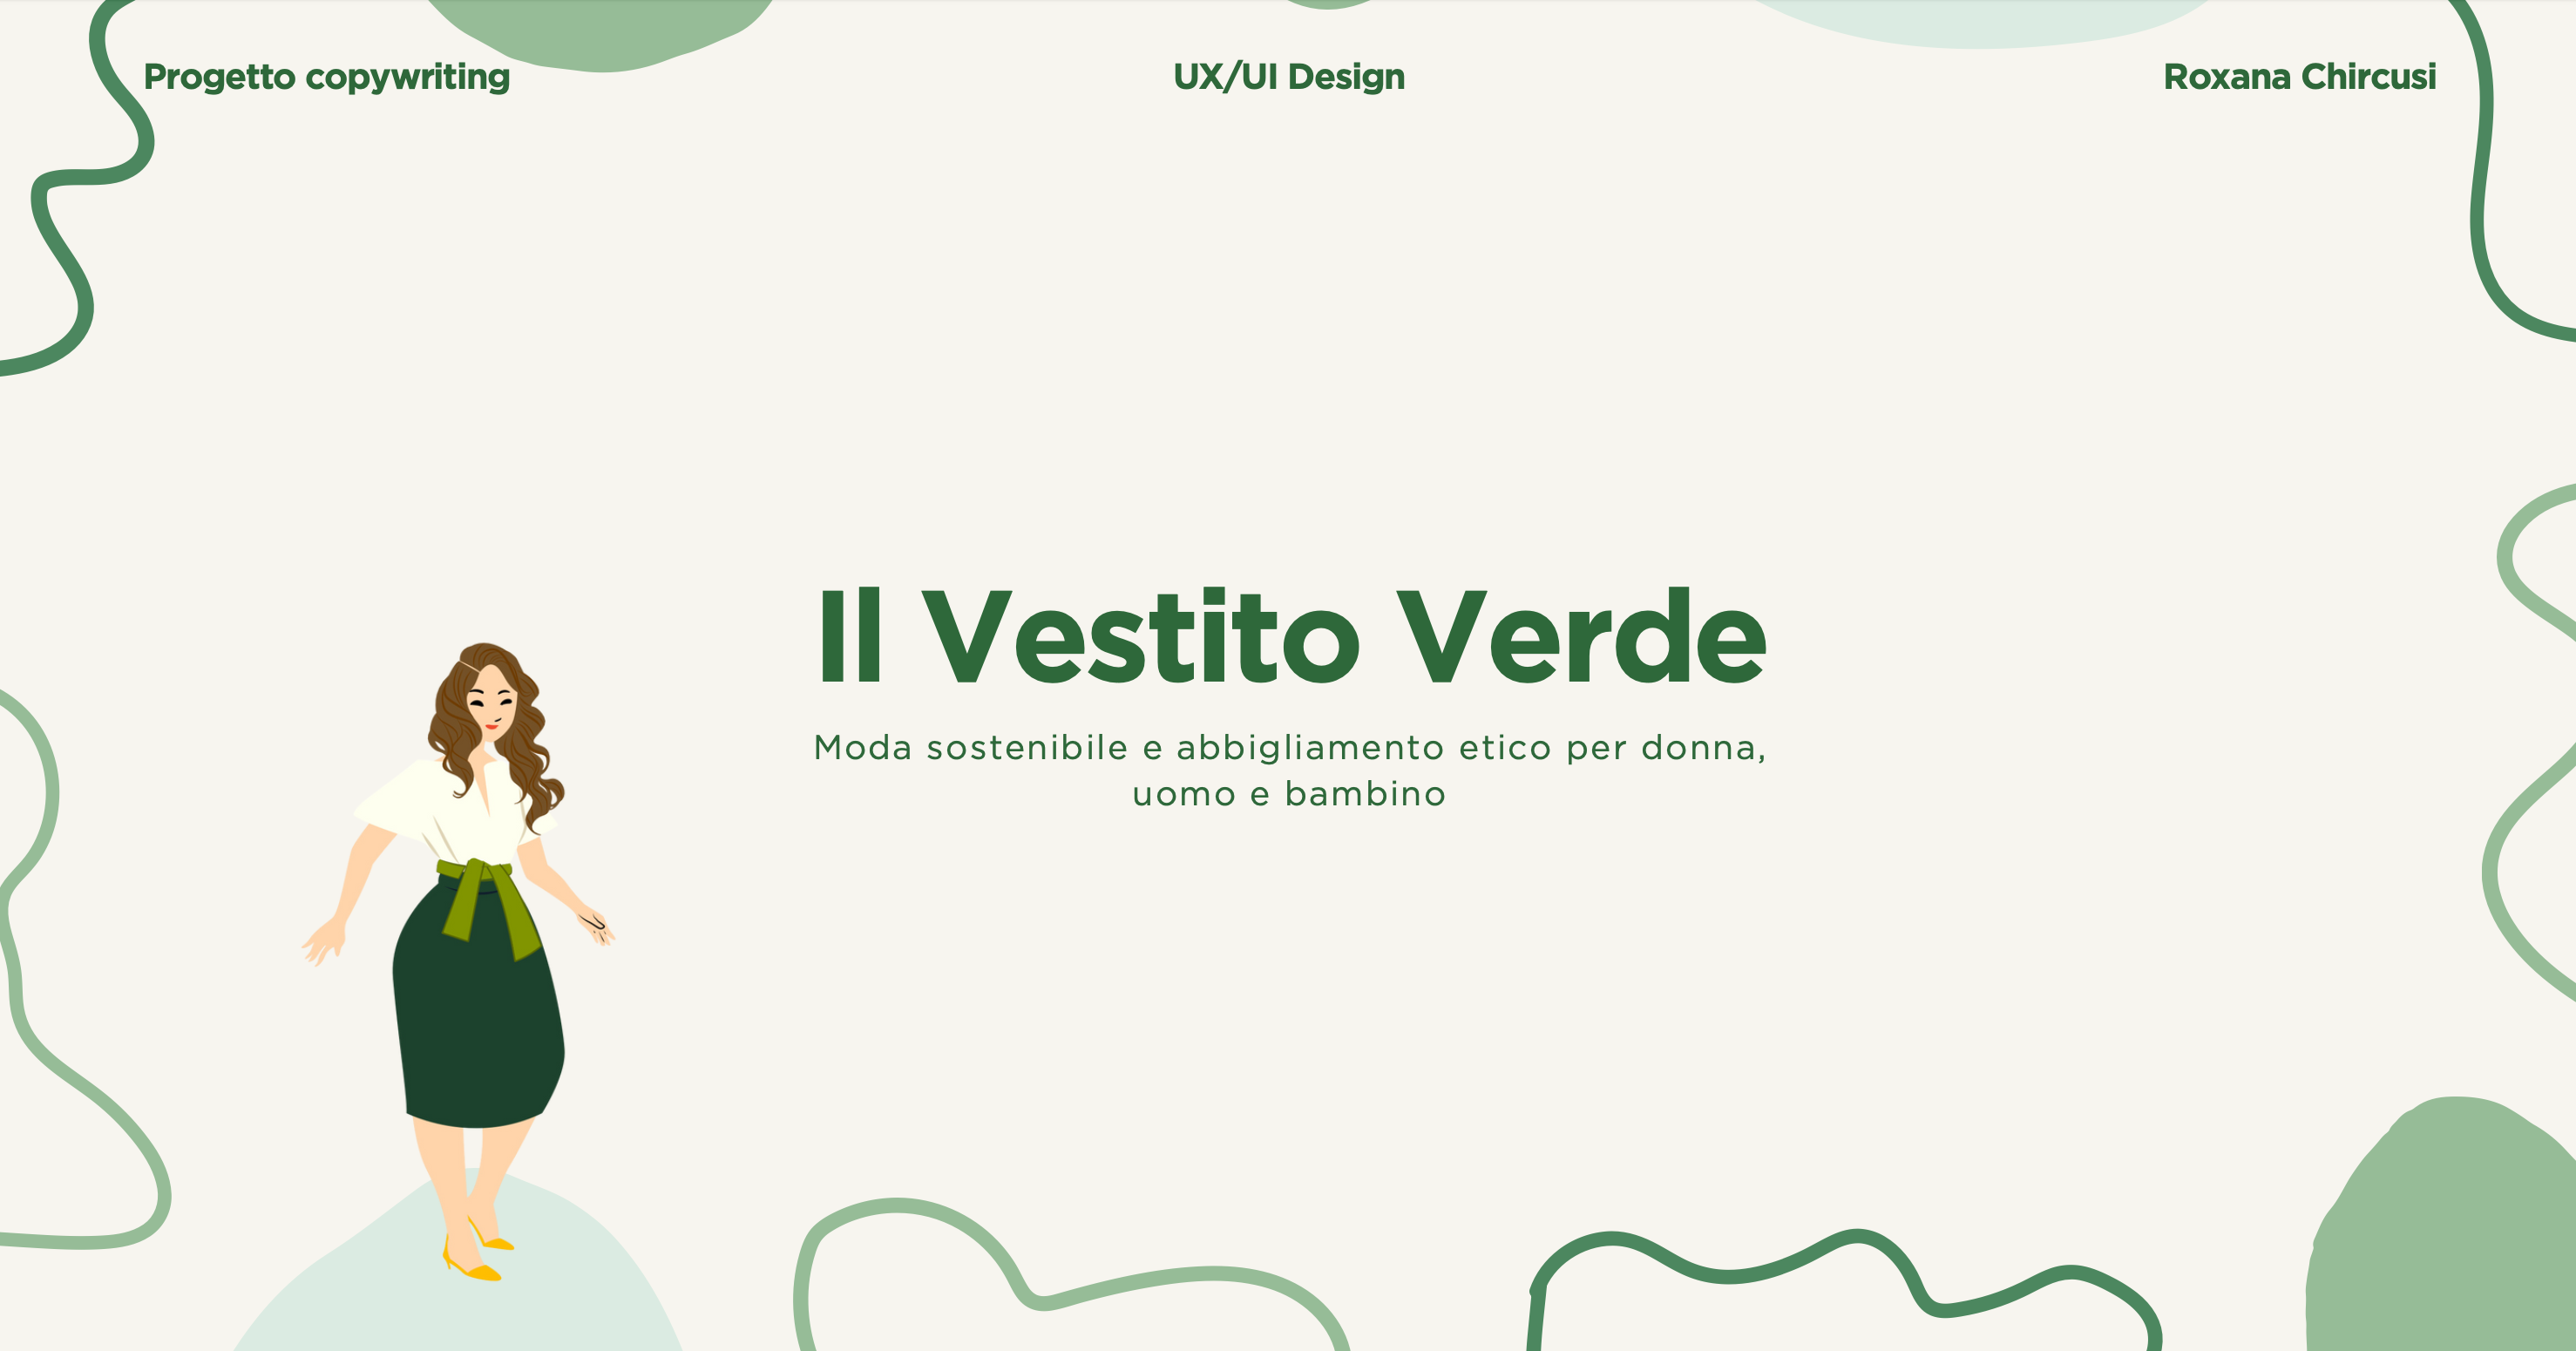 Progetto copywriting
UX/UI Design
Roxana Chircusi
Il Vestito Verde
Moda sostenibile e abbigliamento etico per donna,
uomo e bambino